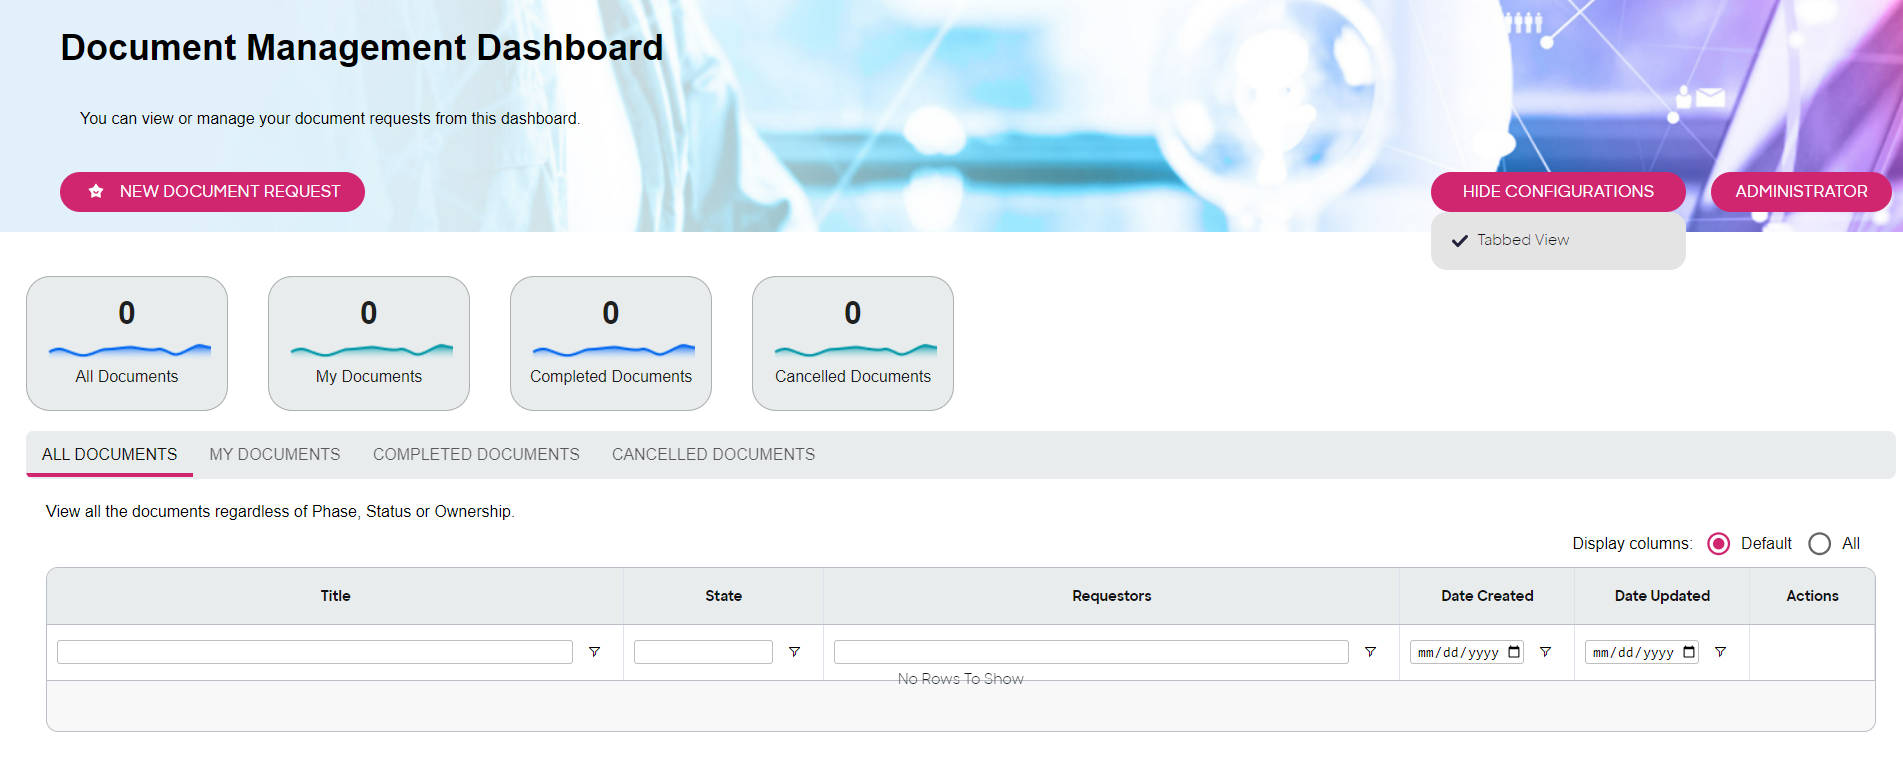 Document Management Dashboard
You can view or manage your document requests from this dashboard.
NEW DOCUMENT REQUEST
HIDE CONFIGURATIONS
ADMINISTRATOR
Tabbed View
0
All Documents
0
My Documents
0
Completed Documents
0
Cancelled Documents
ALL DOCUMENTS MY DOCUMENTS COMPLETED DOCUMENTS CANCELLED DOCUMENTS
View all the documents regardless of Phase, Status or Ownership.
Display columns: Default All
Title State Requestors Date Created Date Updated Actions
mm/dd/yyyy mm/dd/yyyy
No Rows To Show